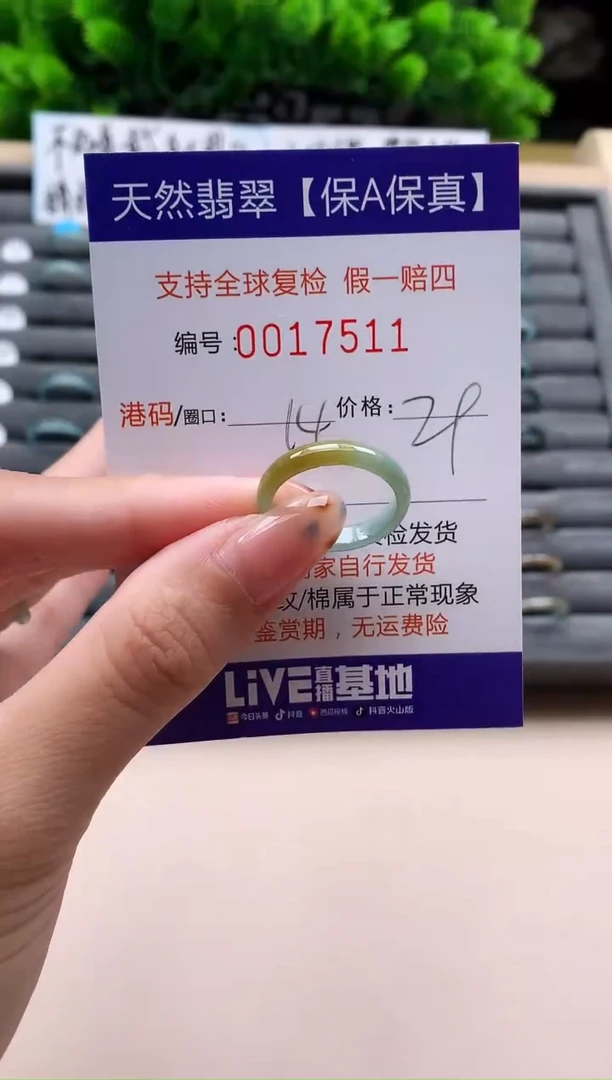 天然翡翠【保A保真】
支持全球复检 假一赔四
编号:0017511
港码/圈口: 14 价格:
检发货
家自行发货
纹/棉属于正常现象
鉴赏期,无运费险
LIVE直播基地
今日头条 抖音 西瓜视频 抖音火山版